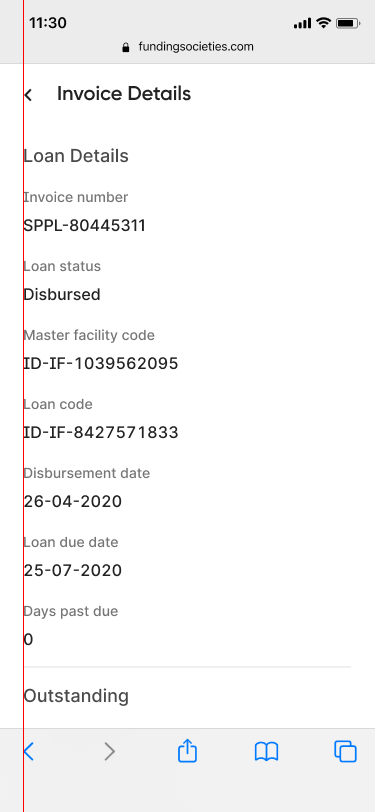 11:30
fundingsocieties.com
Invoice Details
Loan Details
Invoice number
SPPL-80445311
Loan status
Disbursed
Master facility code
ID-IF-1039562095
Loan code
ID-IF-8427571833
Disbursement date
26-04-2020
Loan due date
25-07-2020
Days past due
0
Outstanding